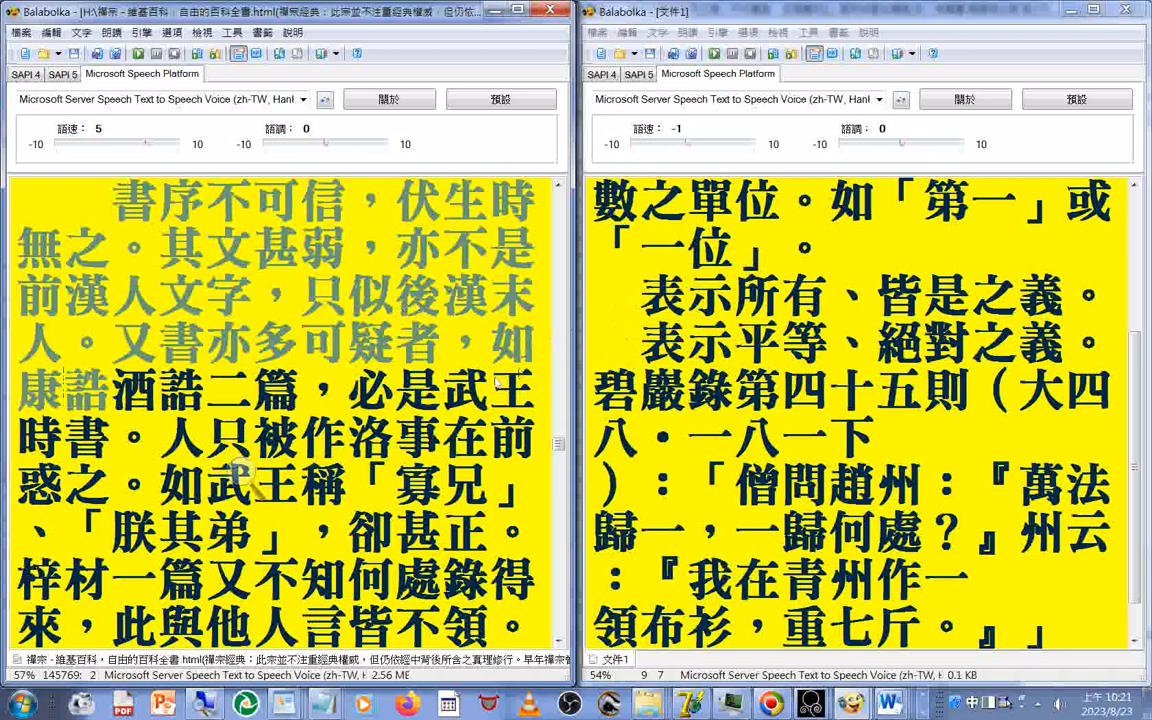 Balabolka - [H:\禪宗 - 維基百科，自由的百科全書.html(禪宗經典：此宗並不注重經典權威，但仍依...
檔案 編輯 文字 朗讀 引擎 選項 檢視 工具 書籤 說明
SAPI 4 SAPI 5 Microsoft Speech Platform
Microsoft Server Speech Text to Speech Voice (zh-TW, Han
關於
預設
語速： 5
語調： 0
-10 10 -10 10
書序不可信，伏生時
無之。其文甚弱，亦不是
前漢人文字，只似後漢末
人。又書亦多可疑者，如
康誥酒誥二篇，必是武王
時書。人只被作洛事在前
惑之。如武王稱「寡兄」
、「朕其弟」，卻甚正。
梓材一篇又不知何處錄得
來，此與他人言皆不領。
禪宗 - 維基百科，自由的百科全書.html(禪宗經典：此宗並不注重經典權威，但仍依經中背後所含之真理修行。早年禪宗
57% 145769: 2 Microsoft Server Speech Text to Speech Voice (zh-TW, H 2.56 ME
Balabolka - [文件1]
檔案 編輯 文字 朗讀 引擎 選項 檢視 工具 書籤 說明
SAPI 4 SAPI 5 Microsoft Speech Platform
Microsoft Server Speech Text to Speech Voice (zh-TW, Han
關於
預設
語速： -1
語調： 0
-10 10 -10 10
數之單位。如「第一」或
「一位」。
表示所有、皆是之義。
表示平等、絕對之義。
碧巖錄第四十五則（大四
八・一八一下
）：「僧問趙州：『萬法
歸一，一歸何處？』州云
：『我在青州作一
領布衫，重七斤。』」
文件1
54% 9 7 Microsoft Server Speech Text to Speech Voice (zh-TW, H 0.1 KB
中
上午 10:21
2023/8/23